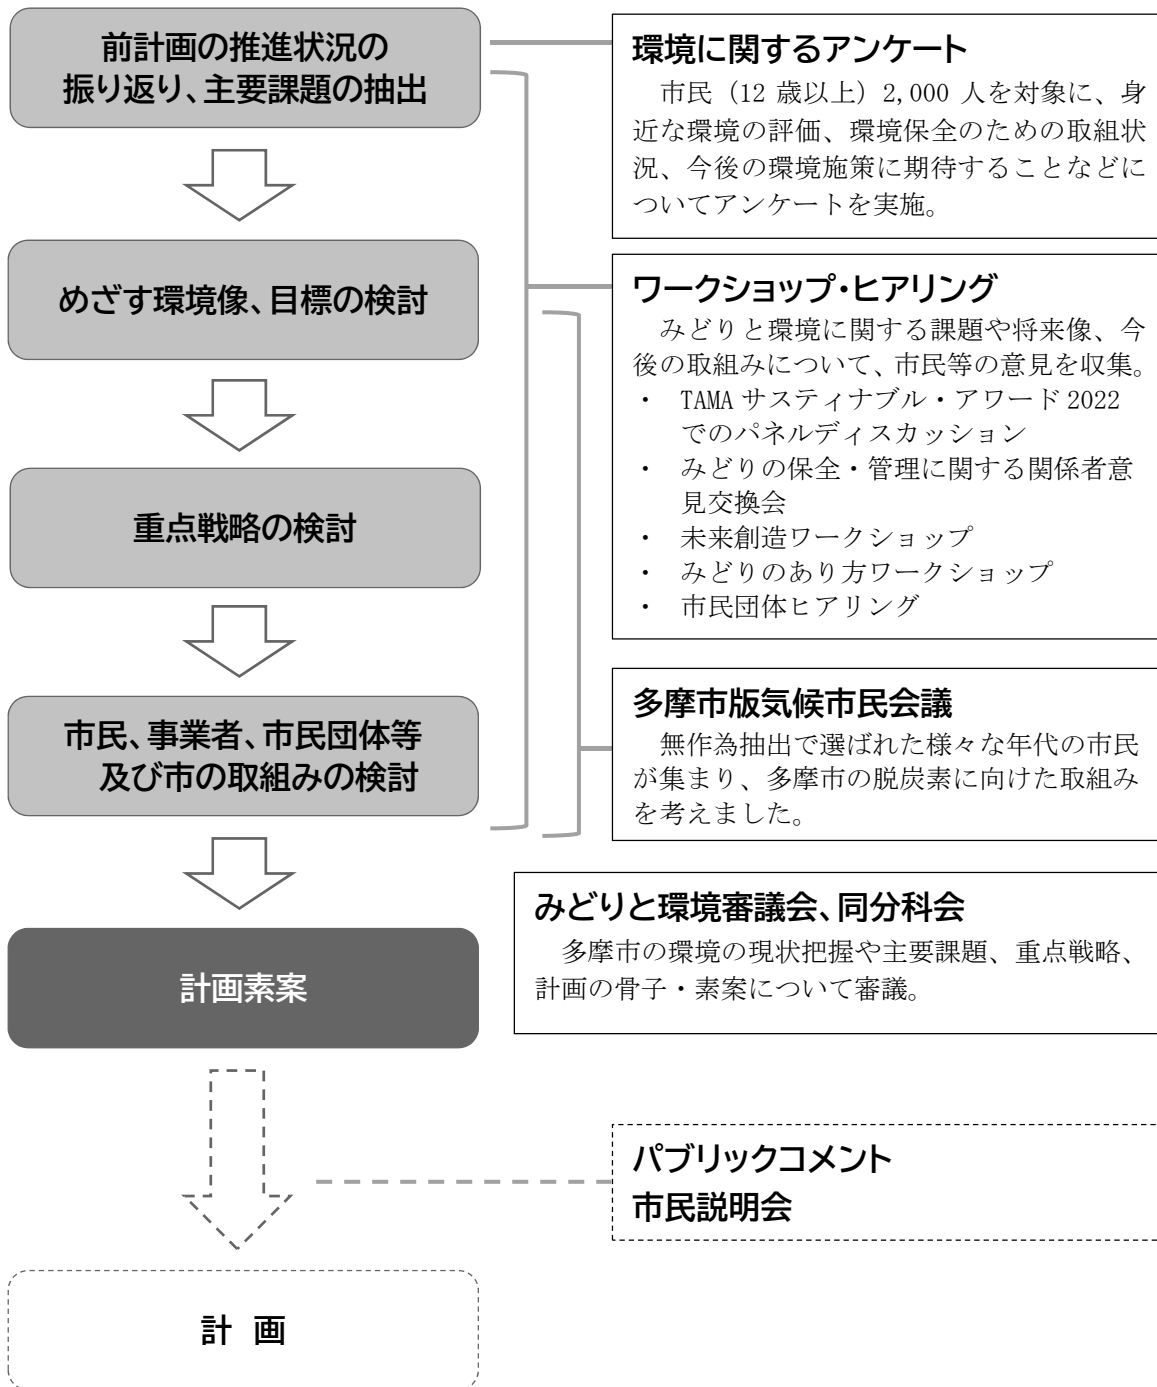 前計画の推進状況の
振り返り、主要課題の抽出
めざす環境像、目標の検討
重点戦略の検討
市民、事業者、市民団体等
及び市の取組みの検討
計画素案
計 画
環境に関するアンケート
市民（12 歳以上）2,000 人を対象に、身
近な環境の評価、環境保全のための取組状
況、今後の環境施策に期待することなどに
ついてアンケートを実施。
ワークショップ・ヒアリング
みどりと環境に関する課題や将来像、今
後の取組みについて、市民等の意見を収集。
・ TAMA サスティナブル・アワード 2022
でのパネルディスカッション
・ みどりの保全・管理に関する関係者意
見交換会
・ 未来創造ワークショップ
・ みどりのあり方ワークショップ
・ 市民団体ヒアリング
多摩市版気候市民会議
無作為抽出で選ばれた様々な年代の市民
が集まり、多摩市の脱炭素に向けた取組み
を考えました。
みどりと環境審議会、同分科会
多摩市の環境の現状把握や主要課題、重点戦略、
計画の骨子・素案について審議。
パブリックコメント
市民説明会